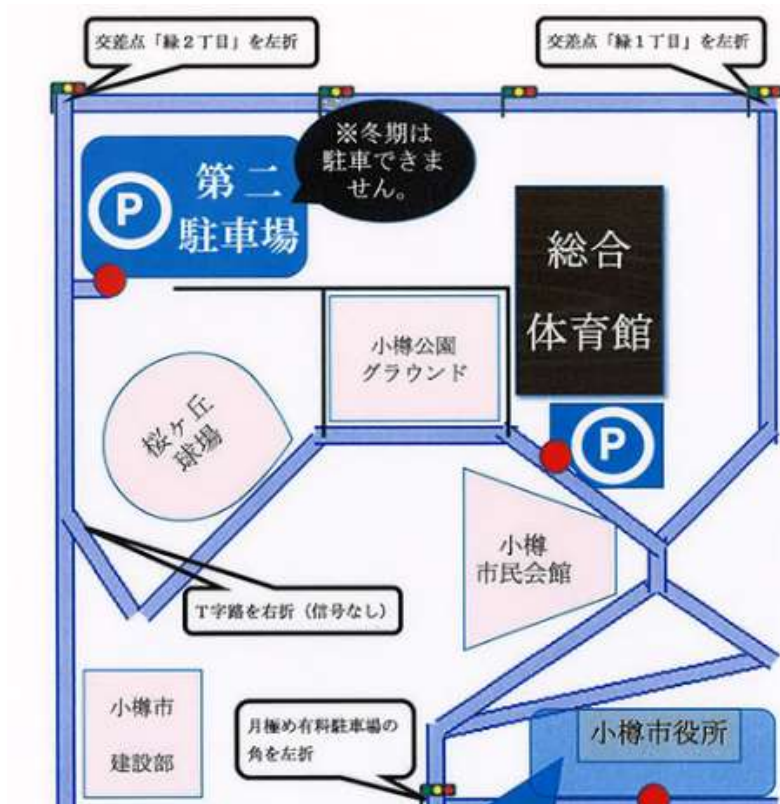 交差点「緑２丁目」を左折
交差点「緑１丁目」を左折
※冬期は
駐車できま
せん。
P
第二
駐車場
総合
体育館
小樽公園
グラウンド
桜ヶ丘
球場
P
小樽
市民会館
T字路を右折（信号なし）
小樽市
建設部
月極め有料駐車場の
角を左折
小樽市役所